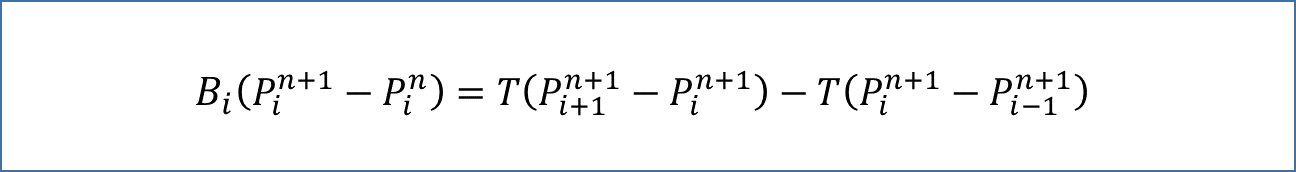 B_i(P_i^{n+1} − P_i^n) = T(P_{i+1}^{n+1} − P_i^{n+1}) − T(P_i^{n+1} − P_{i−1}^{n+1})